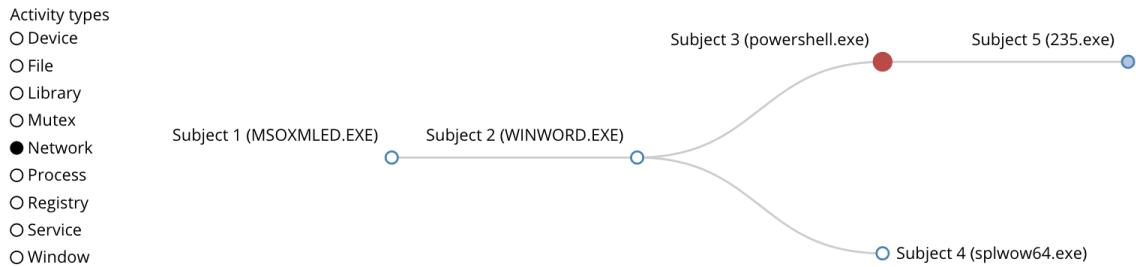 Activity types
Device
File
Library
Mutex
Network
Process
Registry
Service
Window
Subject 1 (MSOXMLED.EXE)
Subject 2 (WINWORD.EXE)
Subject 3 (powershell.exe)
Subject 5 (235.exe)
Subject 4 (splwow64.exe)